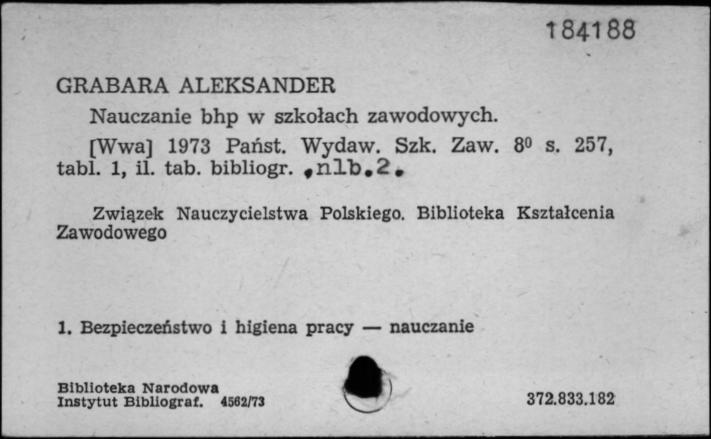 184188
GRABARA ALEKSANDER
Nauczanie bhp w szkołach zawodowych.
[Wwa] 1973 Państ. Wydaw. Szk. Zaw. 8⁰ s. 257,
tabl. 1, il. tab. bibliogr. ,nlb.2.
Związek Nauczycielstwa Polskiego. Biblioteka Kształcenia
Zawodowego
1. Bezpieczeństwo i higiena pracy — nauczanie
Biblioteka Narodowa
Instytut Bibliograf. 4562/73
372.833.182